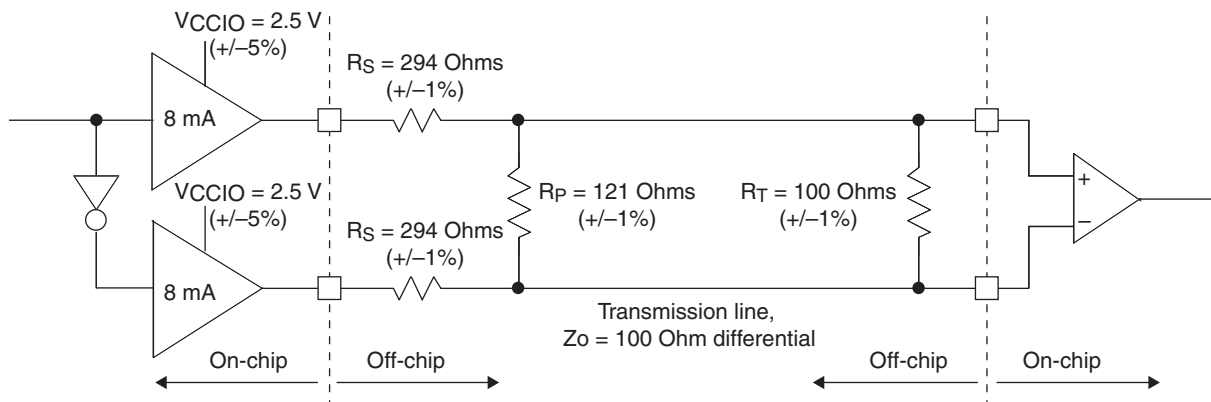 VCCIO = 2.5 V
(+/–5%)
8 mA
RS = 294 Ohms
(+/–1%)
VCCIO = 2.5 V
(+/–5%)
8 mA
RS = 294 Ohms
(+/–1%)
RP = 121 Ohms
(+/–1%)
RT = 100 Ohms
(+/–1%)
+
–
Transmission line,
Zo = 100 Ohm differential
On-chip
Off-chip
Off-chip
On-chip